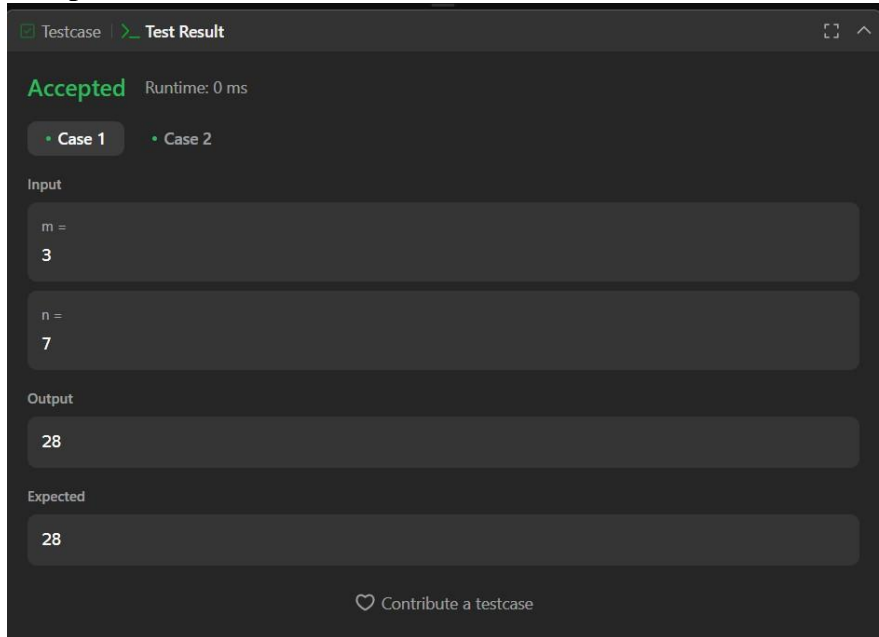 Testcase | >_ Test Result
Accepted Runtime: 0 ms
• Case 1 • Case 2
Input
m =
3
n =
7
Output
28
Expected
28
Contribute a testcase